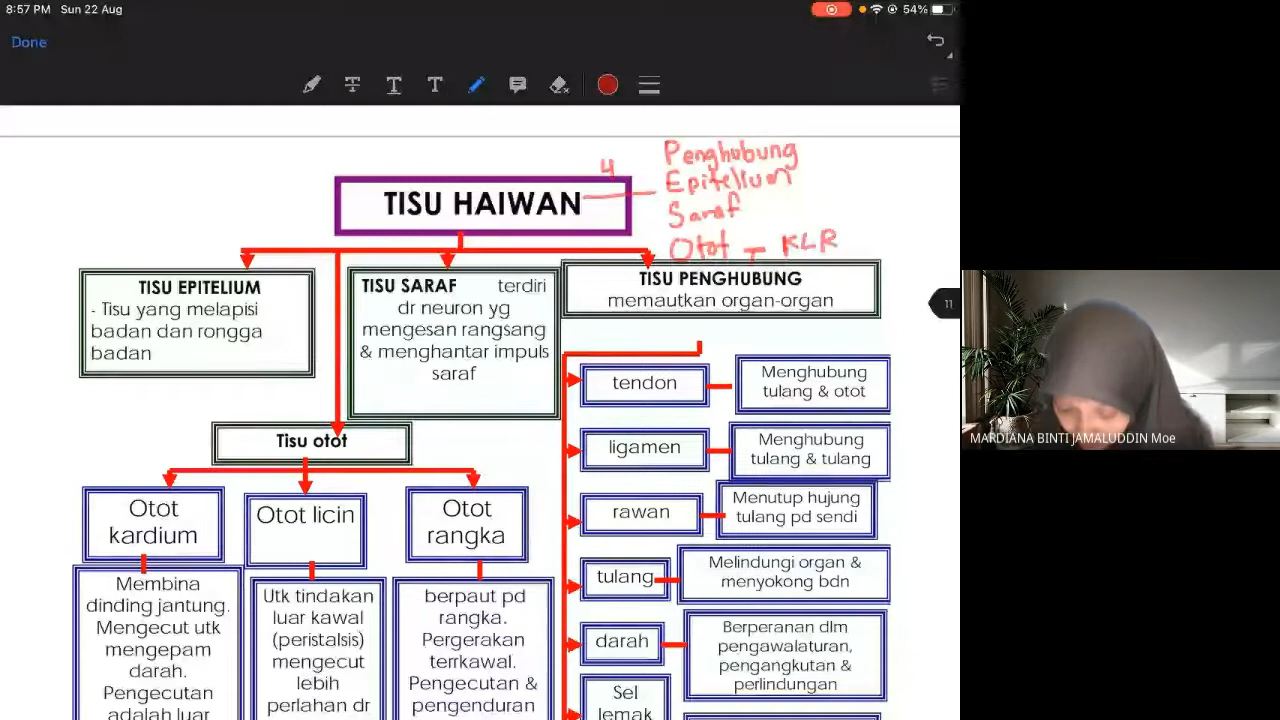 8:57 PM Sun 22 Aug
54%
Done
T
T
4
Penghubung
Epitelium
Saraf
Otot - KLR
TISU HAIWAN
TISU EPITELIUM
- Tisu yang melapisi
badan dan rongga
badan
TISU SARAF terdiri
dr neuron yg
mengesan rangsang
& menghantar impuls
saraf
TISU PENGHUBUNG
memautkan organ-organ
11
tendon
Menghubung
tulang & otot
ligamen
Menghubung
tulang & tulang
rawan
Menutup hujung
tulang pd sendi
tulang
Melindungi organ &
menyokong bdn
darah
Berperanan dlm
pengawalaturan,
pengangkutan &
perlindungan
Sel
lemak
Tisu otot
Otot
kardium
Otot licin
Otot
rangka
Membina
dinding jantung.
Mengecut utk
mengepam
darah.
Pengecutan
adalah luar
Utk tindakan
luar kawal
(peristalsis)
mengecut
lebih
perlahan dr
berpaut pd
rangka.
Pergerakan
terrkawal.
Pengecutan &
pengenduran
MARDIANA BINTI JAMALUDDIN Moe